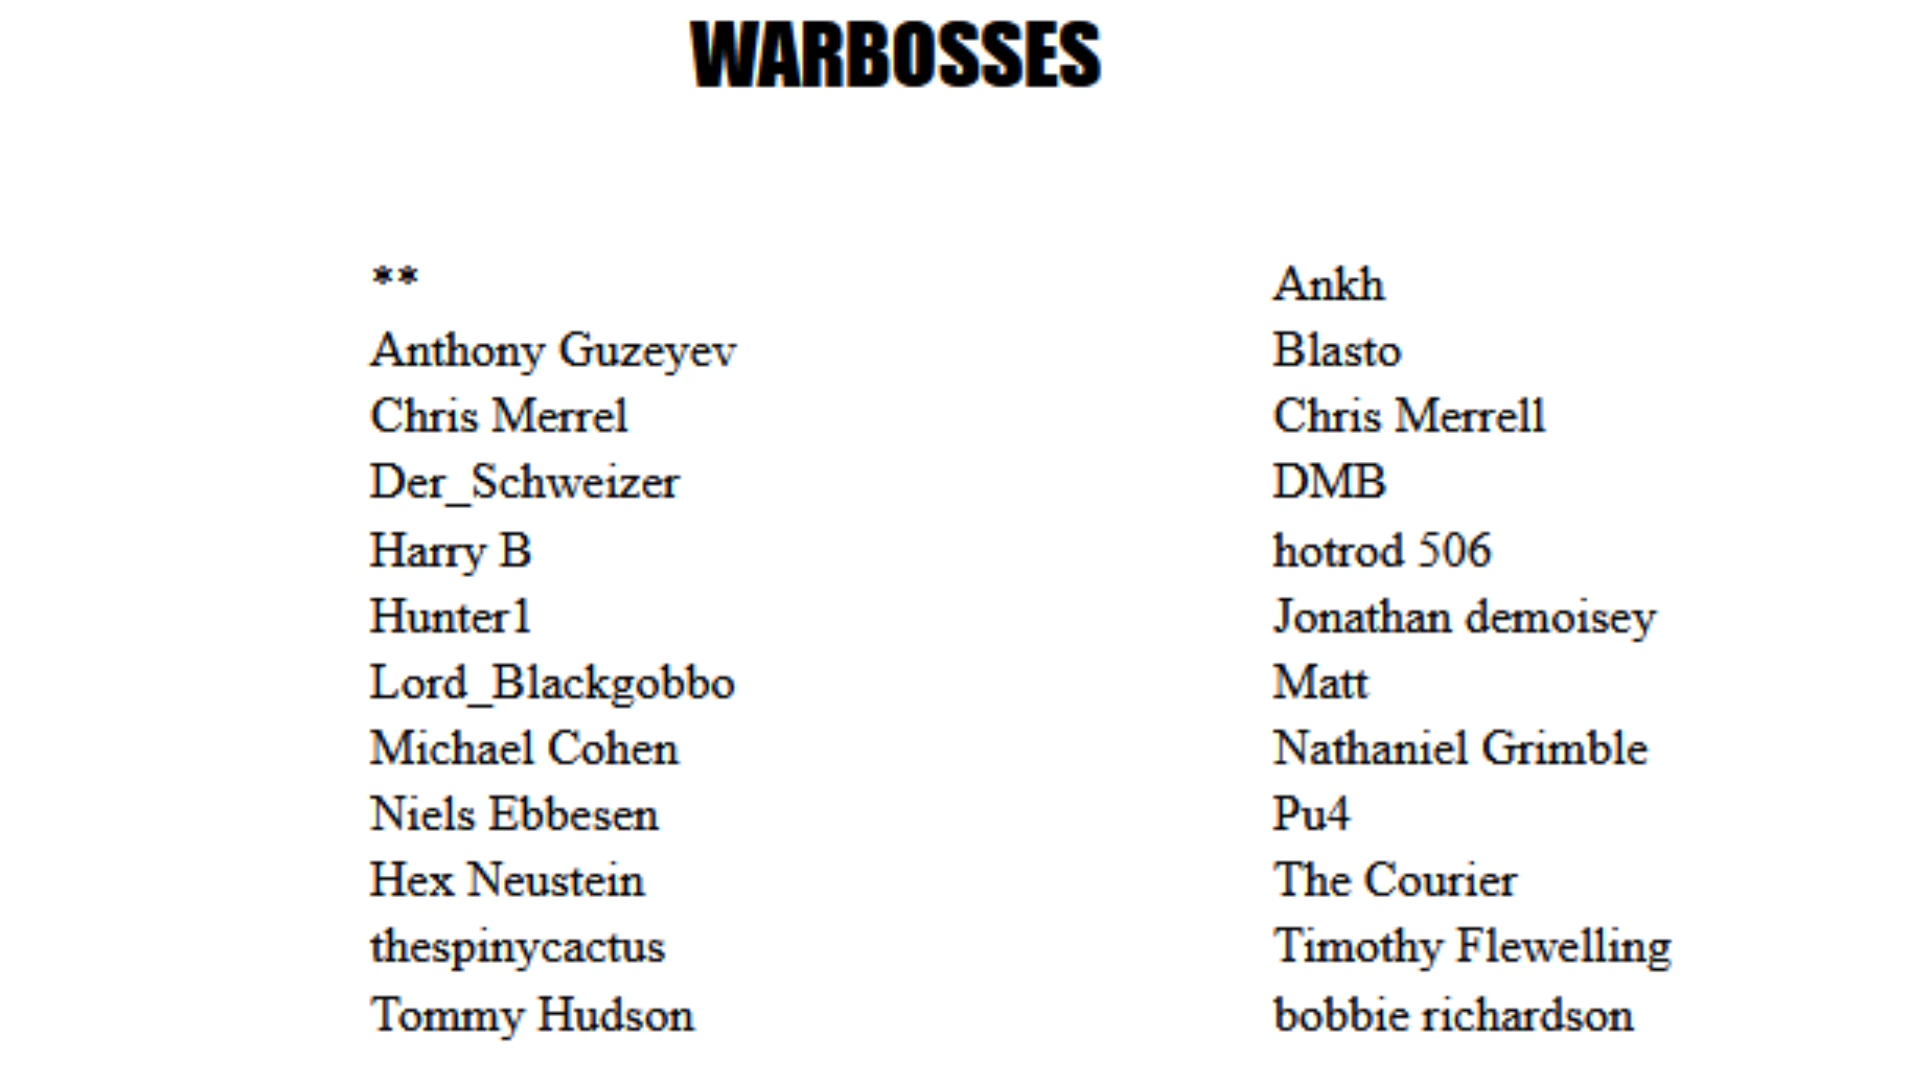 WARBOSSES
** Ankh
Anthony Guzeyev Blasto
Chris Merrel Chris Merrell
Der_Schweizer DMB
Harry B hotrod 506
Hunter1 Jonathan demoisey
Lord_Blackgobbo Matt
Michael Cohen Nathaniel Grimble
Niels Ebbesen Pu4
Hex Neustein The Courier
thespinycactus Timothy Flewelling
Tommy Hudson bobbie richardson